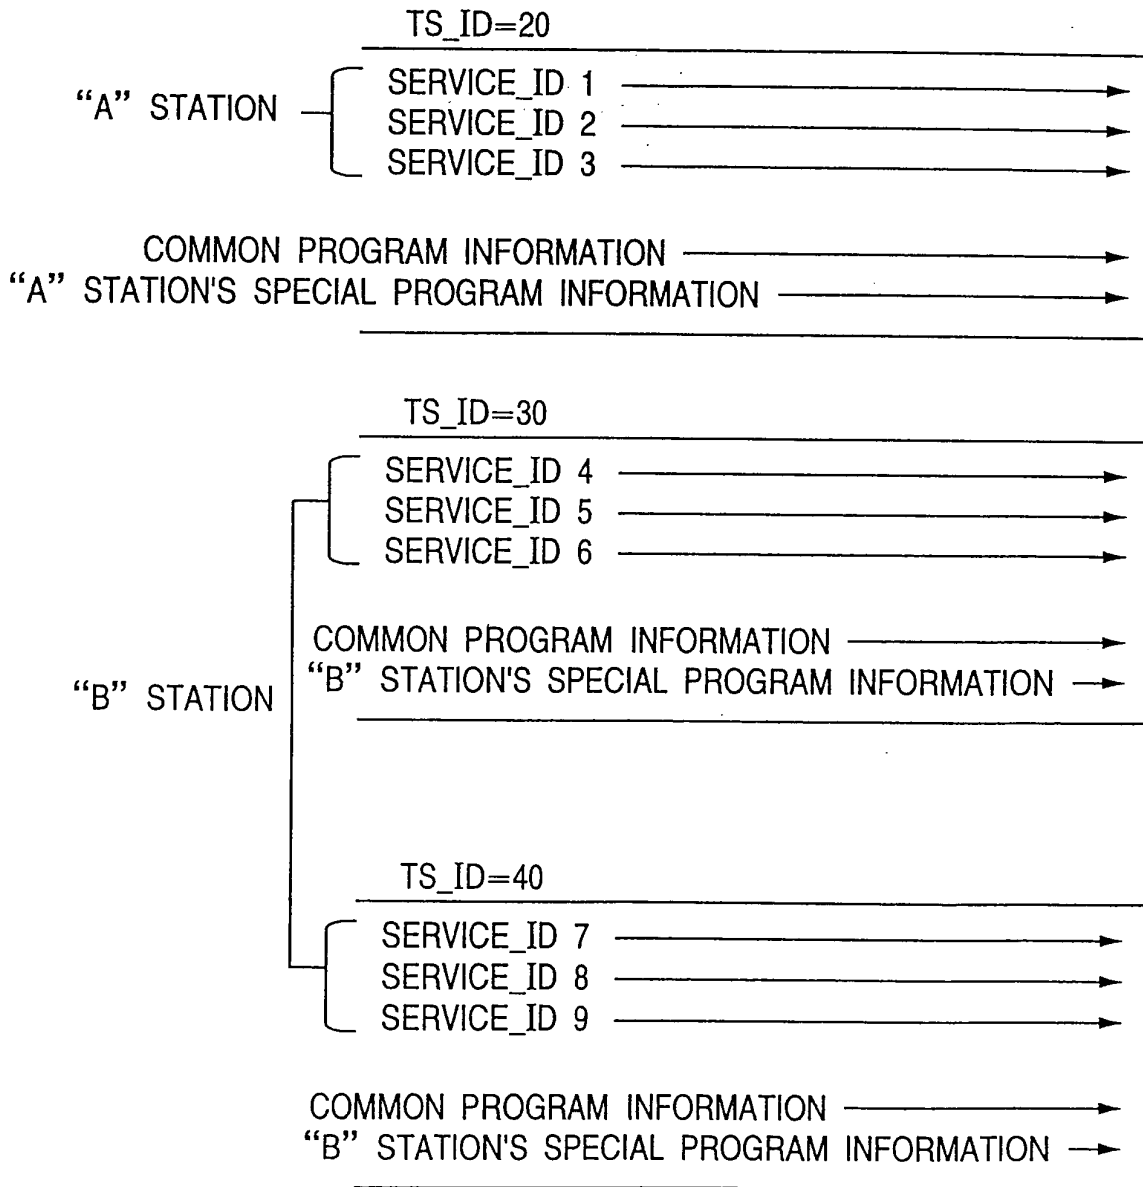 TS_ID=20
“A” STATION
SERVICE_ID 1
SERVICE_ID 2
SERVICE_ID 3
COMMON PROGRAM INFORMATION
“A” STATION'S SPECIAL PROGRAM INFORMATION
TS_ID=30
SERVICE_ID 4
SERVICE_ID 5
SERVICE_ID 6
COMMON PROGRAM INFORMATION
“B” STATION'S SPECIAL PROGRAM INFORMATION
“B” STATION
TS_ID=40
SERVICE_ID 7
SERVICE_ID 8
SERVICE_ID 9
COMMON PROGRAM INFORMATION
“B” STATION'S SPECIAL PROGRAM INFORMATION